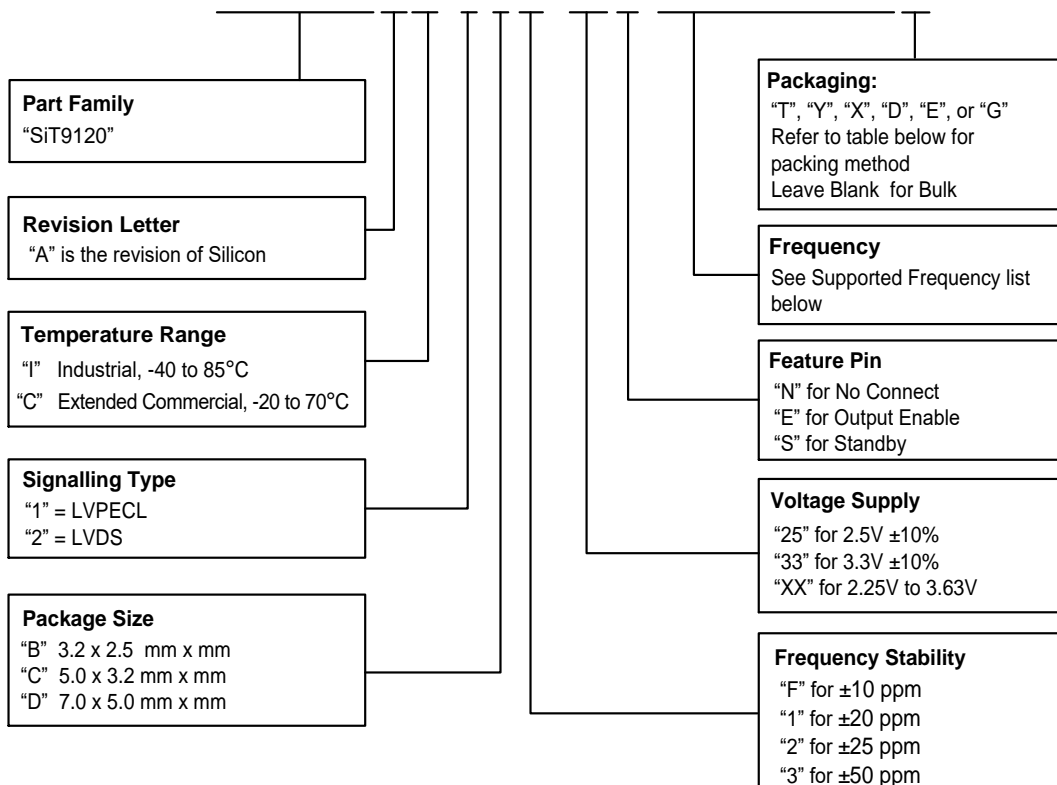 Part Family
“SiT9120”
Revision Letter
“A” is the revision of Silicon
Temperature Range
“I” Industrial, -40 to 85°C
“C” Extended Commercial, -20 to 70°C
Signalling Type
“1” = LVPECL
“2” = LVDS
Package Size
“B” 3.2 x 2.5 mm x mm
“C” 5.0 x 3.2 mm x mm
“D” 7.0 x 5.0 mm x mm
Packaging:
“T”, “Y”, “X”, “D”, “E”, or “G”
Refer to table below for
packing method
Leave Blank for Bulk
Frequency
See Supported Frequency list
below
Feature Pin
“N” for No Connect
“E” for Output Enable
“S” for Standby
Voltage Supply
“25” for 2.5V ±10%
“33” for 3.3V ±10%
“XX” for 2.25V to 3.63V
Frequency Stability
“F” for ±10 ppm
“1” for ±20 ppm
“2” for ±25 ppm
“3” for ±50 ppm